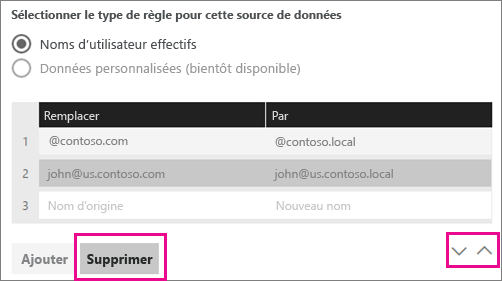 Sélectionner le type de règle pour cette source de données
Noms d'utilisateur effectifs
Données personnalisées (bientôt disponible)
Remplacer Par
1 @contoso.com @contoso.local
2 john@us.contoso.com john@us.contoso.local
3 Nom d'origine Nouveau nom
Ajouter Supprimer